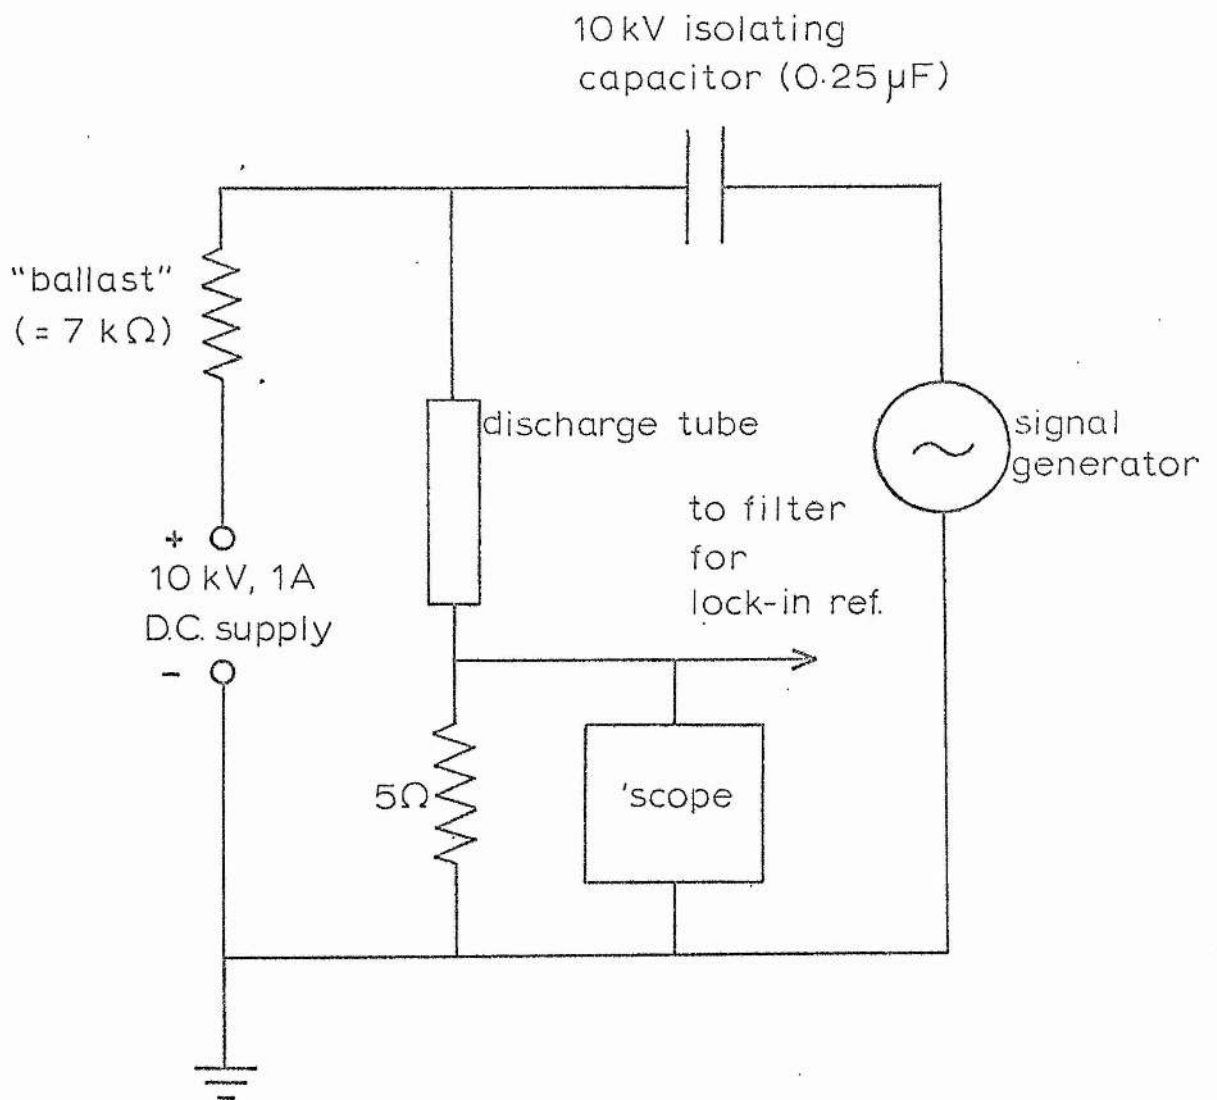 10 kV isolating
capacitor (0·25 µF)
"ballast"
(= 7 kΩ)
discharge tube
signal
generator
to filter
for
lock-in ref.
+
10 kV, 1A
D.C. supply
-
5Ω
'scope